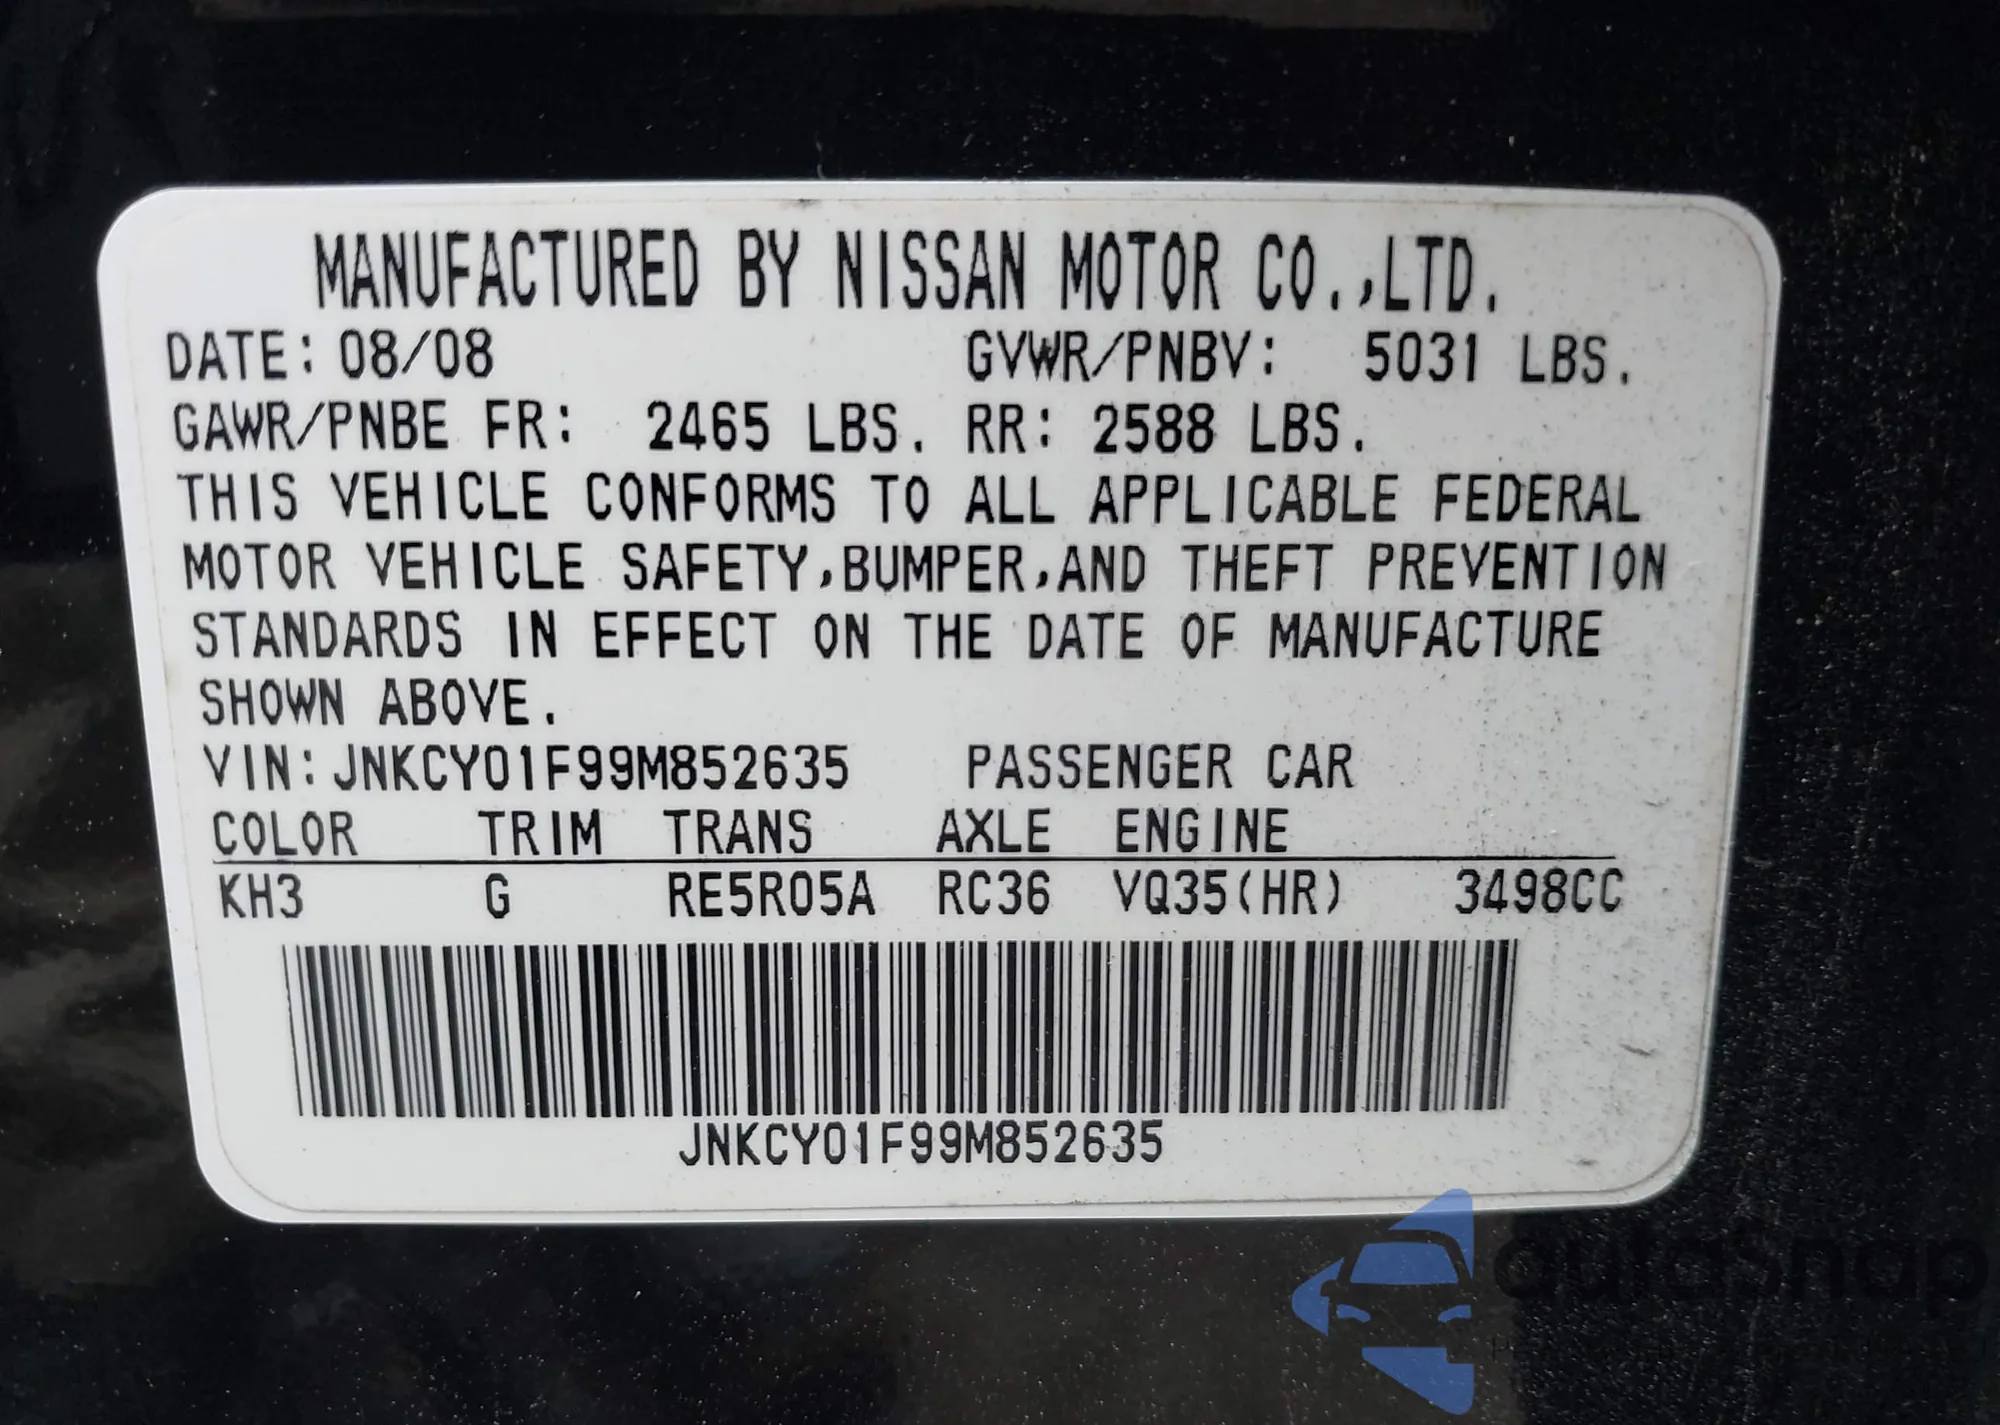 MANUFACTURED BY NISSAN MOTOR CO.,LTD.
DATE: 08/08 GVWR/PNBV: 5031 LBS.
GAWR/PNBE FR: 2465 LBS. RR: 2588 LBS.
THIS VEHICLE CONFORMS TO ALL APPLICABLE FEDERAL
MOTOR VEHICLE SAFETY,BUMPER,AND THEFT PREVENTION
STANDARDS IN EFFECT ON THE DATE OF MANUFACTURE
SHOWN ABOVE.
VIN:JNKCY01F99M852635 PASSENGER CAR
COLOR TRIM TRANS AXLE ENGINE
KH3 G RE5R05A RC36 VQ35(HR) 3498CC
JNKCY01F99M852635
autosnap